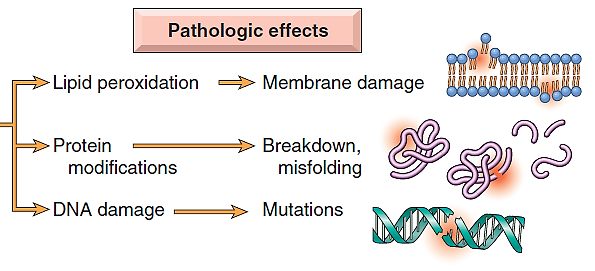 Pathologic effects
Lipid peroxidation
Membrane damage
Protein
modifications
Breakdown,
misfolding
DNA damage
Mutations